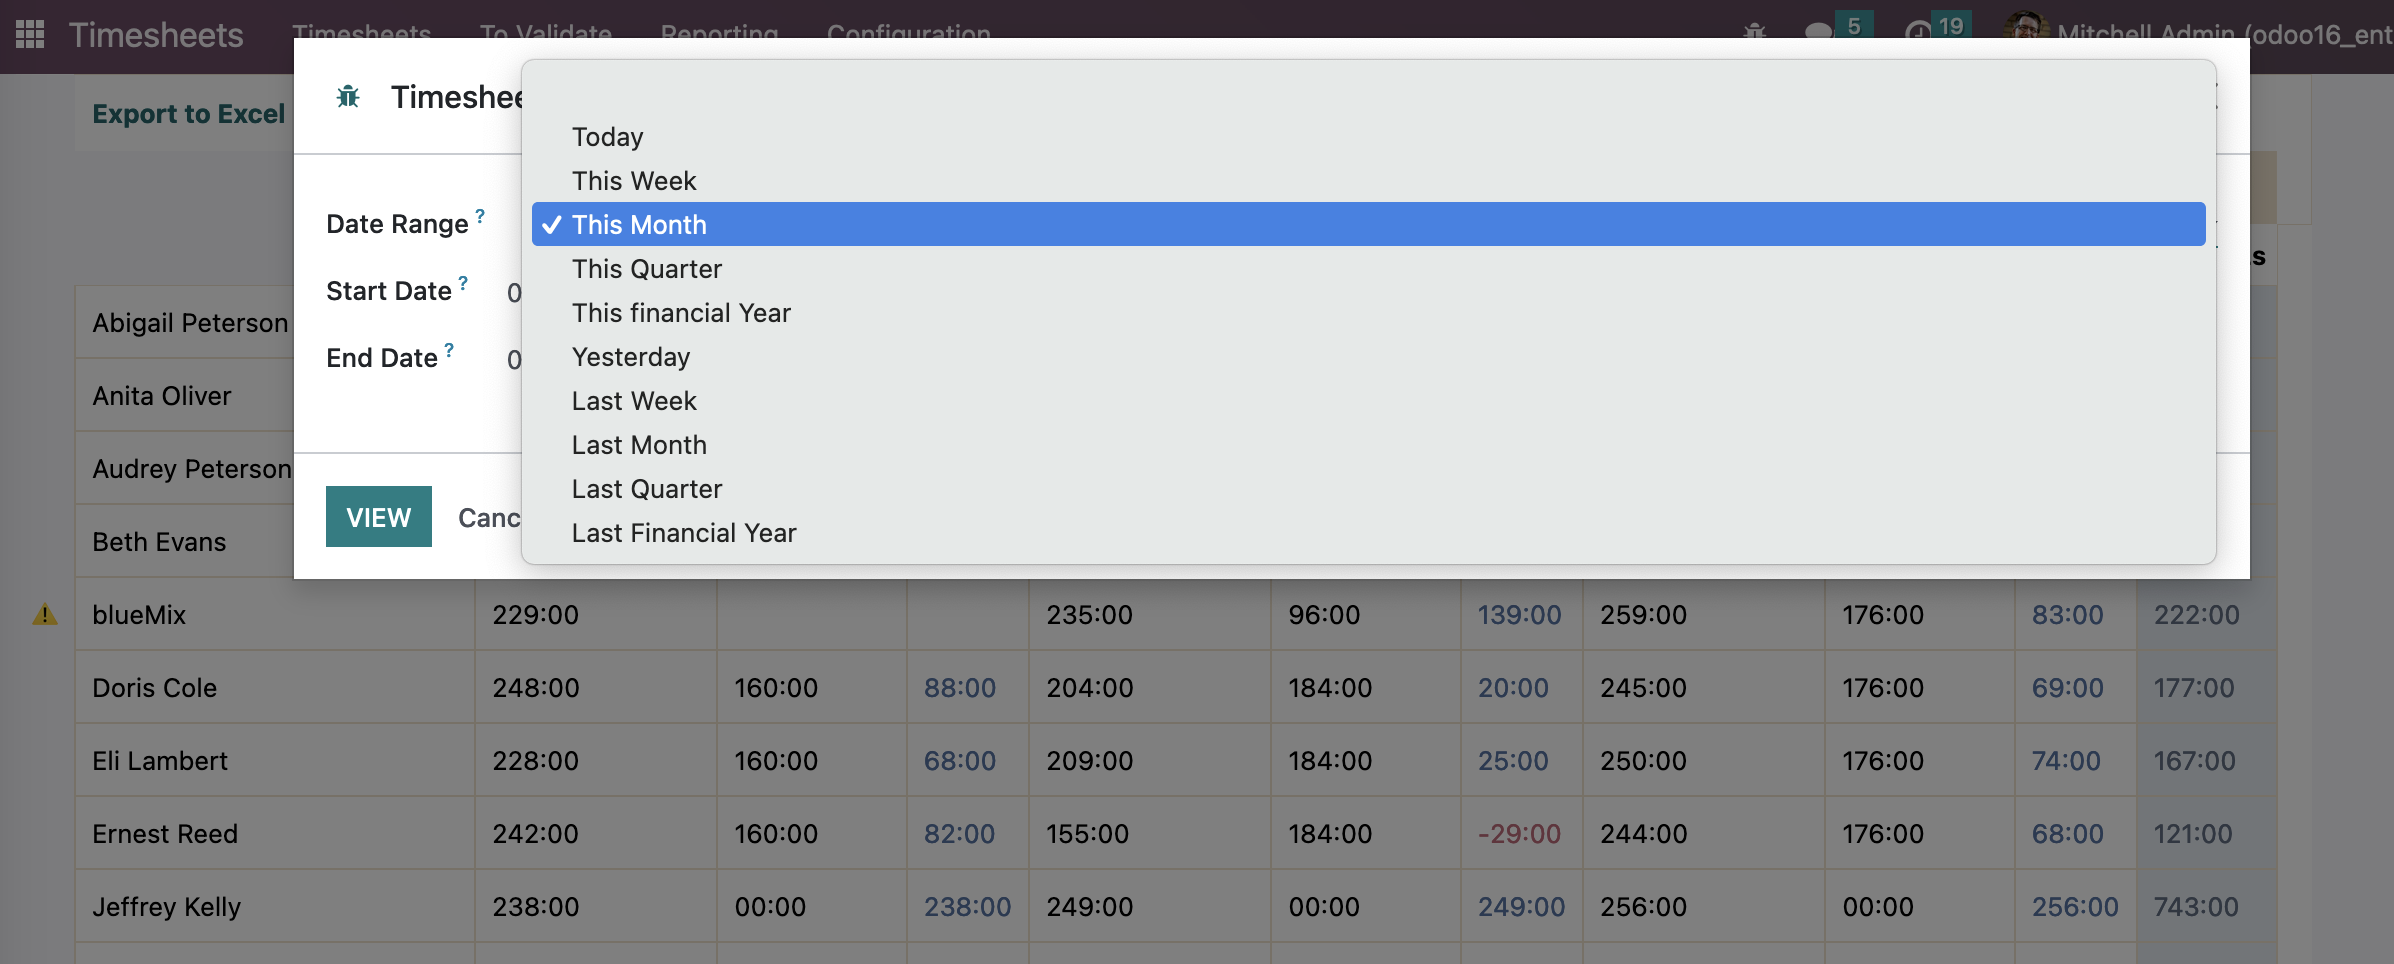 Timesheets Timesheets To Validate Reporting Configuration 5 19 Mitchell Admin (odoo16_ent
Export to Excel
Timeshee
Today
This Week
Date Range ? ✓ This Month
This Quarter
Start Date ? 0
This financial Year
End Date ? 0
Yesterday
Last Week
Last Month
Last Quarter
Last Financial Year
VIEW Canc
s
Abigail Peterson
Anita Oliver
Audrey Peterson
Beth Evans
blueMix 229:00 235:00 96:00 139:00 259:00 176:00 83:00 222:00
Doris Cole 248:00 160:00 88:00 204:00 184:00 20:00 245:00 176:00 69:00 177:00
Eli Lambert 228:00 160:00 68:00 209:00 184:00 25:00 250:00 176:00 74:00 167:00
Ernest Reed 242:00 160:00 82:00 155:00 184:00 -29:00 244:00 176:00 68:00 121:00
Jeffrey Kelly 238:00 00:00 238:00 249:00 00:00 249:00 256:00 00:00 256:00 743:00